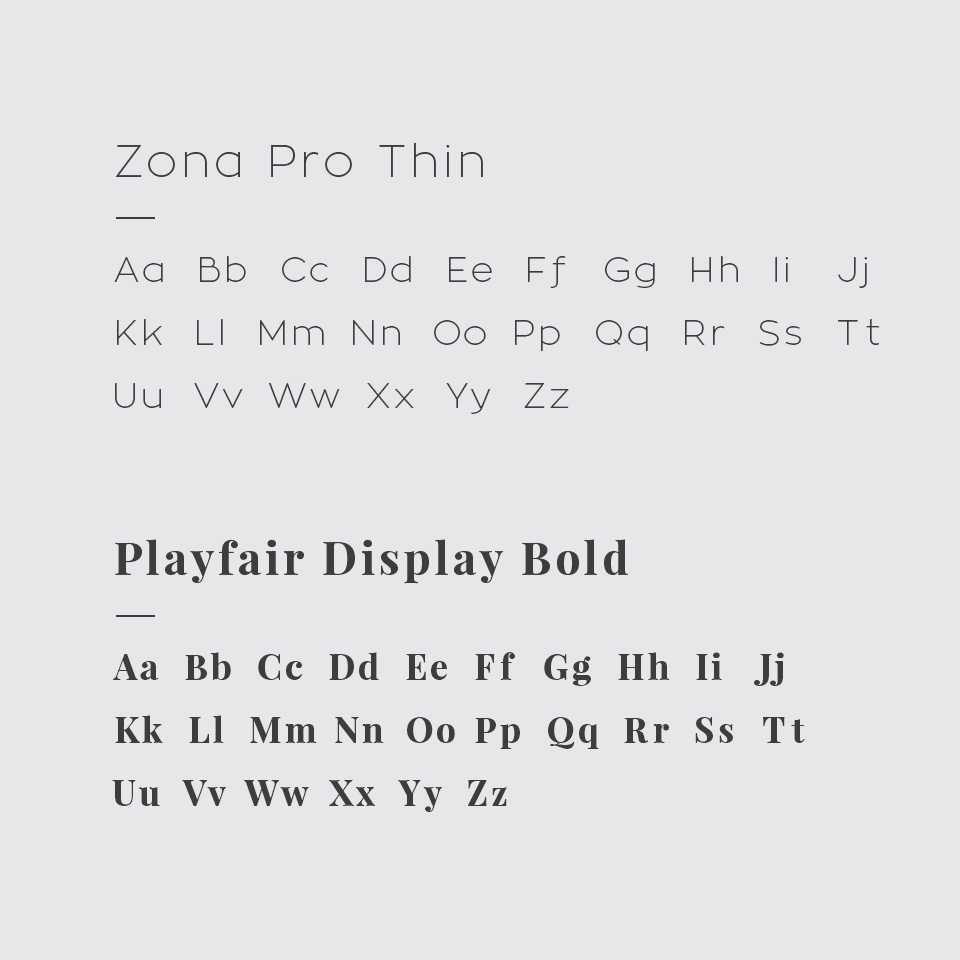 Zona Pro Thin
Aa Bb Cc Dd Ee Ff Gg Hh Ii Jj
Kk Ll Mm Nn Oo Pp Qq Rr Ss Tt
Uu Vv Ww Xx Yy Zz
Playfair Display Bold
Aa Bb Cc Dd Ee Ff Gg Hh Ii Jj
Kk Ll Mm Nn Oo Pp Qq Rr Ss Tt
Uu Vv Ww Xx Yy Zz